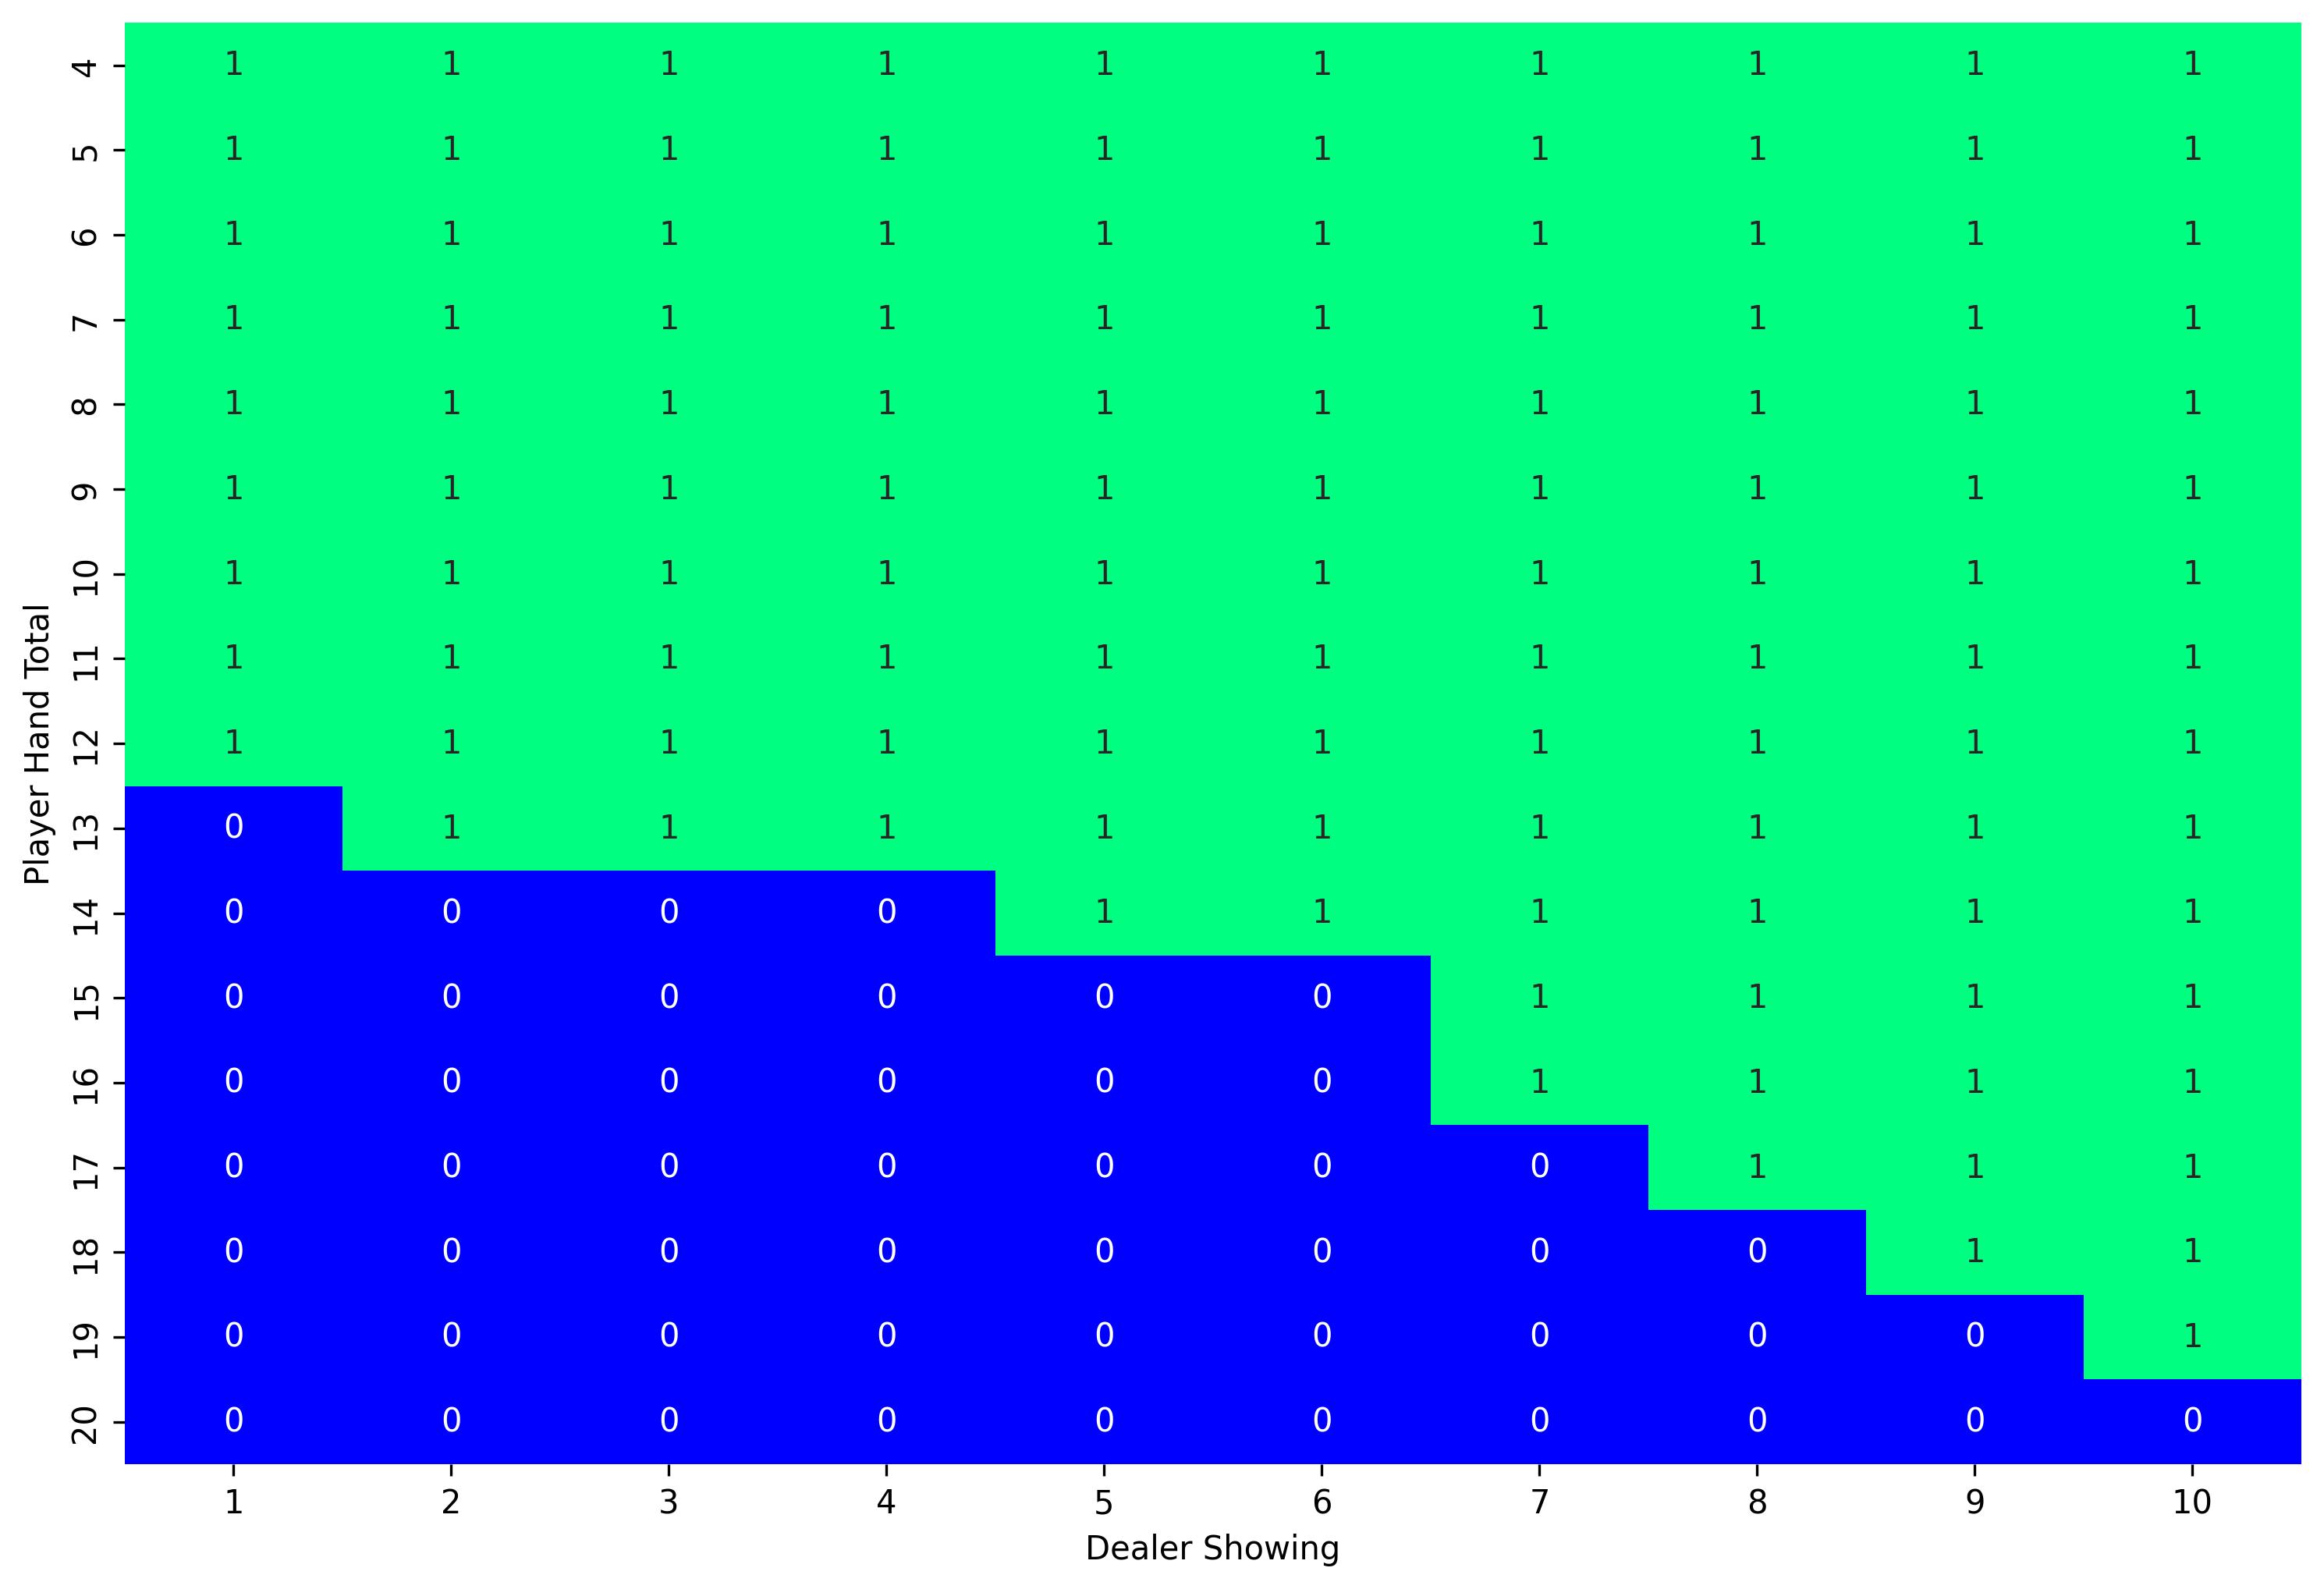 4 1 1 1 1 1 1 1 1 1 1
5 1 1 1 1 1 1 1 1 1 1
6 1 1 1 1 1 1 1 1 1 1
7 1 1 1 1 1 1 1 1 1 1
8 1 1 1 1 1 1 1 1 1 1
9 1 1 1 1 1 1 1 1 1 1
10 1 1 1 1 1 1 1 1 1 1
11 1 1 1 1 1 1 1 1 1 1
12 1 1 1 1 1 1 1 1 1 1
13 0 1 1 1 1 1 1 1 1 1
14 0 0 0 0 1 1 1 1 1 1
15 0 0 0 0 0 0 1 1 1 1
16 0 0 0 0 0 0 1 1 1 1
17 0 0 0 0 0 0 0 1 1 1
18 0 0 0 0 0 0 0 0 1 1
19 0 0 0 0 0 0 0 0 0 1
20 0 0 0 0 0 0 0 0 0 0
1 2 3 4 5 6 7 8 9 10
Dealer Showing
Player Hand Total